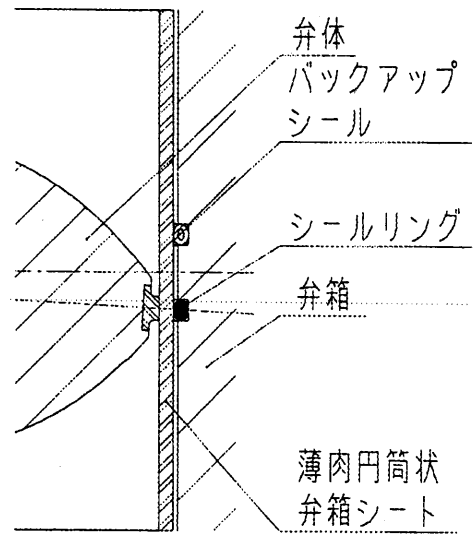 弁体
バックアップ
シール
シールリング
弁箱
薄肉円筒状
弁箱シート